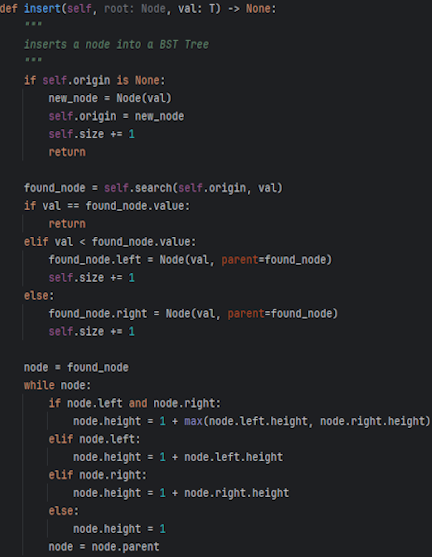 def insert(self, root: Node, val: T) -> None:
    """
    inserts a node into a BST Tree
    """
    if self.origin is None:
        new_node = Node(val)
        self.origin = new_node
        self.size += 1
        return

    found_node = self.search(self.origin, val)
    if val == found_node.value:
        return
    elif val < found_node.value:
        found_node.left = Node(val, parent=found_node)
        self.size += 1
    else:
        found_node.right = Node(val, parent=found_node)
        self.size += 1

    node = found_node
    while node:
        if node.left and node.right:
            node.height = 1 + max(node.left.height, node.right.height)
        elif node.left:
            node.height = 1 + node.left.height
        elif node.right:
            node.height = 1 + node.right.height
        else:
            node.height = 1
        node = node.parent